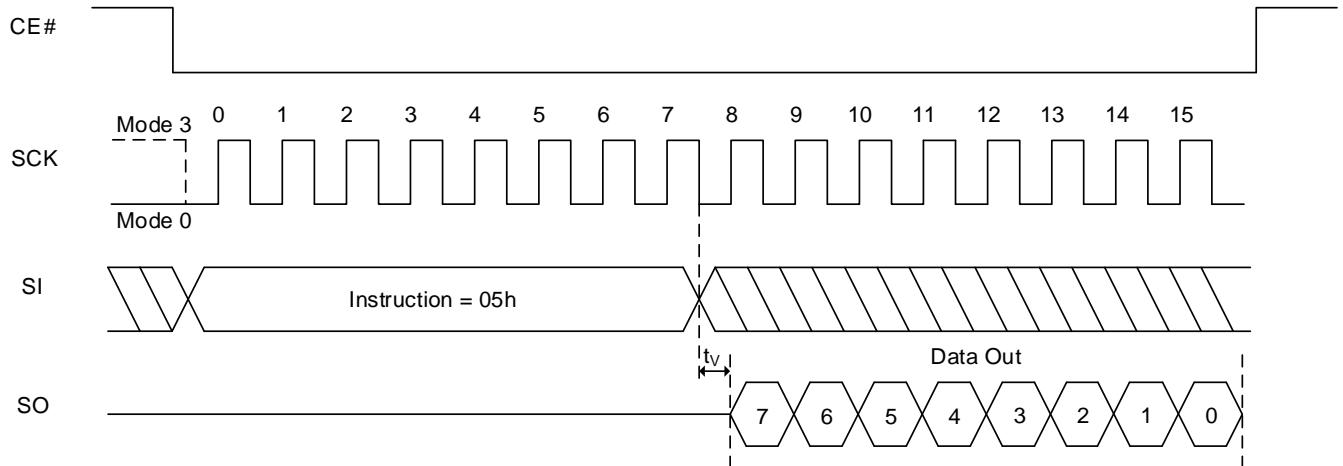 CE#
0 1 2 3 4 5 6 7 8 9 10 11 12 13 14 15
Mode 3
SCK
Mode 0
SI
Instruction = 05h
tV
Data Out
SO
7 6 5 4 3 2 1 0